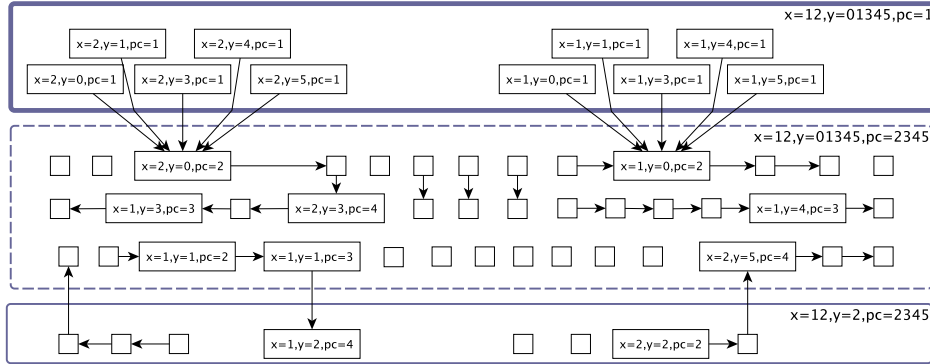 x=12,y=01345,pc=1
x=2,y=1,pc=1 x=2,y=4,pc=1 x=1,y=1,pc=1 x=1,y=4,pc=1
x=2,y=0,pc=1 x=2,y=3,pc=1 x=2,y=5,pc=1 x=1,y=0,pc=1 x=1,y=3,pc=1 x=1,y=5,pc=1
x=12,y=01345,pc=2345
x=2,y=0,pc=2 x=1,y=0,pc=2
x=1,y=3,pc=3 x=2,y=3,pc=4 x=1,y=4,pc=3
x=1,y=1,pc=2 x=1,y=1,pc=3 x=2,y=5,pc=4
x=12,y=2,pc=2345
x=1,y=2,pc=4 x=2,y=2,pc=2